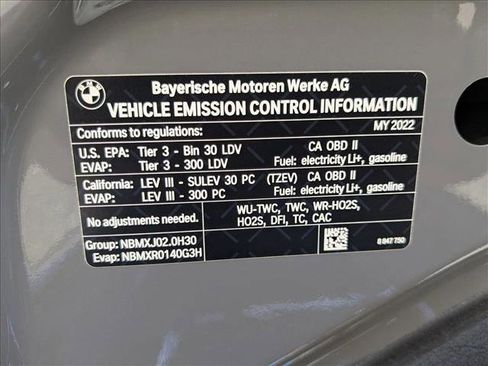 BMW
Bayerische Motoren Werke AG
VEHICLE EMISSION CONTROL INFORMATION
Conforms to regulations: MY 2022
U.S. EPA: Tier 3 - Bin 30 LDV CA OBD II
EVAP: Tier 3 - 300 LDV Fuel: electricity Li+, gasoline
California: LEV III - SULEV 30 PC (TZEV) CA OBD II
EVAP: LEV III - 300 PC Fuel: electricity Li+, gasoline
No adjustments needed. WU-TWC, TWC, WR-HO2S,
HO2S, DFI, TC, CAC
Group: NBMXJ02.0H30
Evap: NBMXR0140G3H 8 847 750